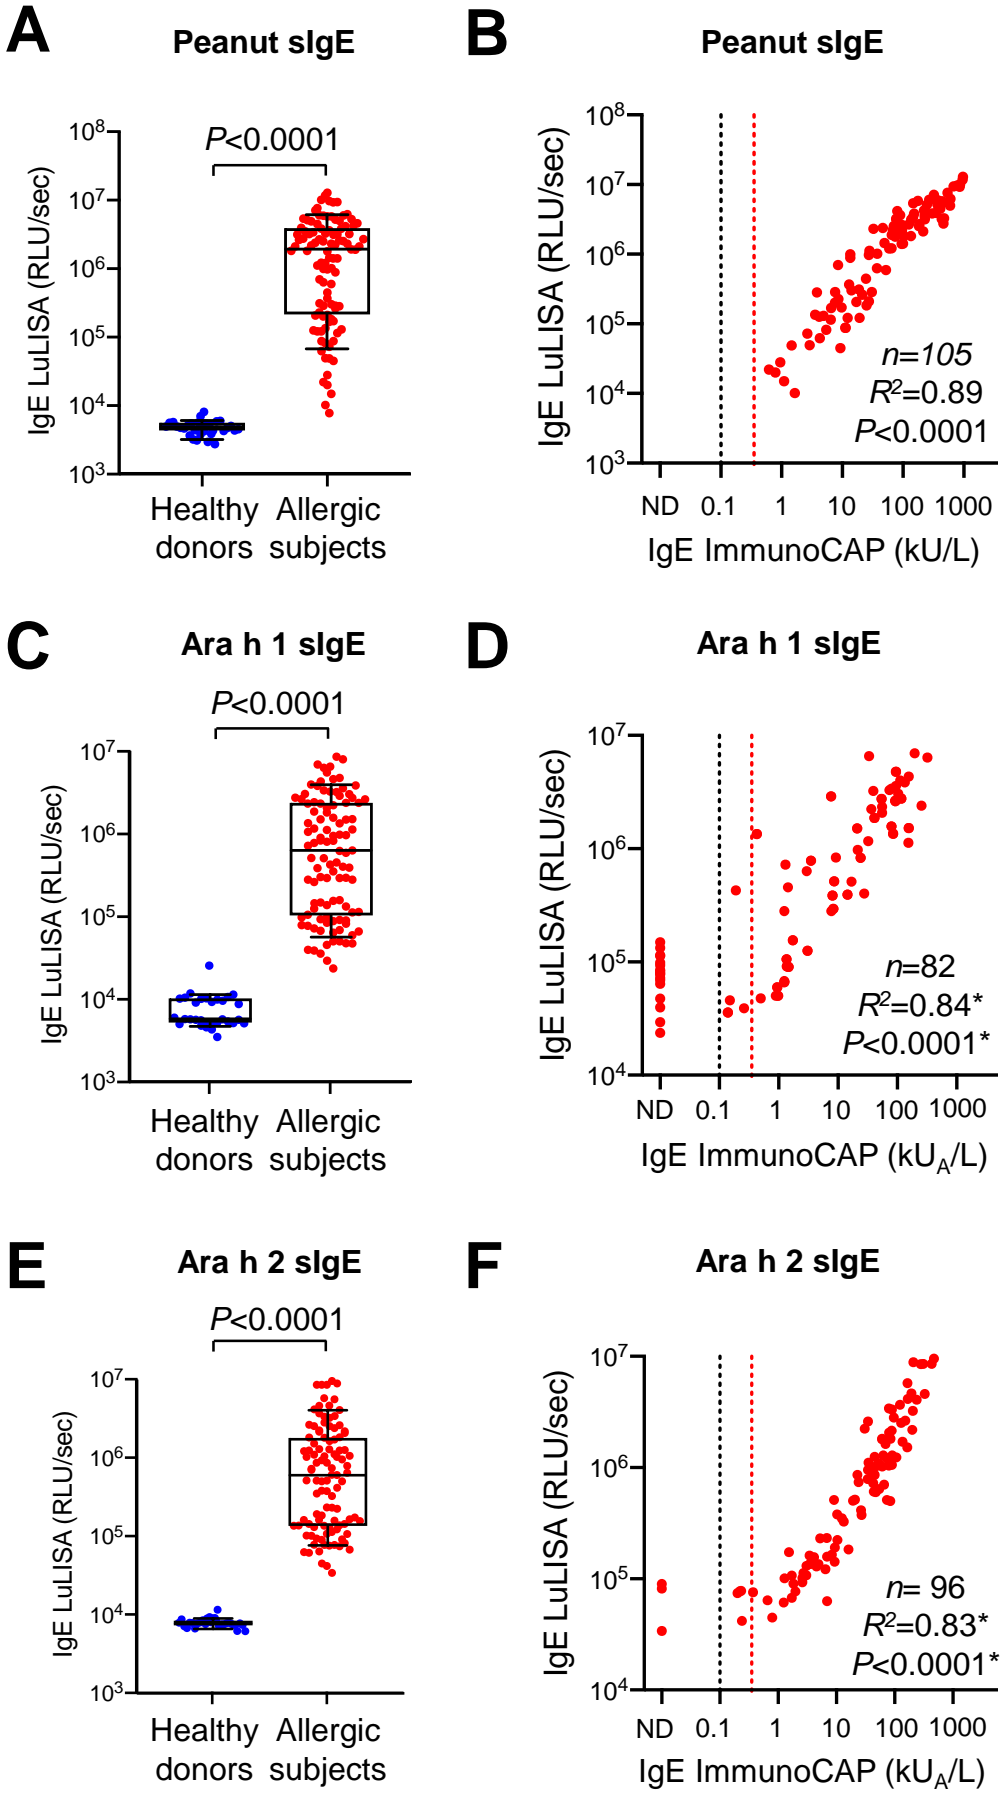 A
Peanut sIgE
P<0.0001
IgE LuLISA (RLU/sec)
10⁸
10⁷
10⁶
10⁵
10⁴
10³
Healthy donors
Allergic subjects
B
Peanut sIgE
IgE LuLISA (RLU/sec)
10⁸
10⁷
10⁶
10⁵
10⁴
10³
n=105
R²=0.89
P<0.0001
ND 0.1 1 10 100 1000
IgE ImmunoCAP (kU/L)
C
Ara h 1 sIgE
P<0.0001
IgE LuLISA (RLU/sec)
10⁷
10⁶
10⁵
10⁴
10³
Healthy donors
Allergic subjects
D
Ara h 1 sIgE
IgE LuLISA (RLU/sec)
10⁷
10⁶
10⁵
10⁴
n=82
R²=0.84*
P<0.0001*
ND 0.1 1 10 100 1000
IgE ImmunoCAP (kU_A/L)
E
Ara h 2 sIgE
P<0.0001
IgE LuLISA (RLU/sec)
10⁷
10⁶
10⁵
10⁴
10³
Healthy donors
Allergic subjects
F
Ara h 2 sIgE
IgE LuLISA (RLU/sec)
10⁷
10⁶
10⁵
10⁴
n= 96
R²=0.83*
P<0.0001*
ND 0.1 1 10 100 1000
IgE ImmunoCAP (kU_A/L)